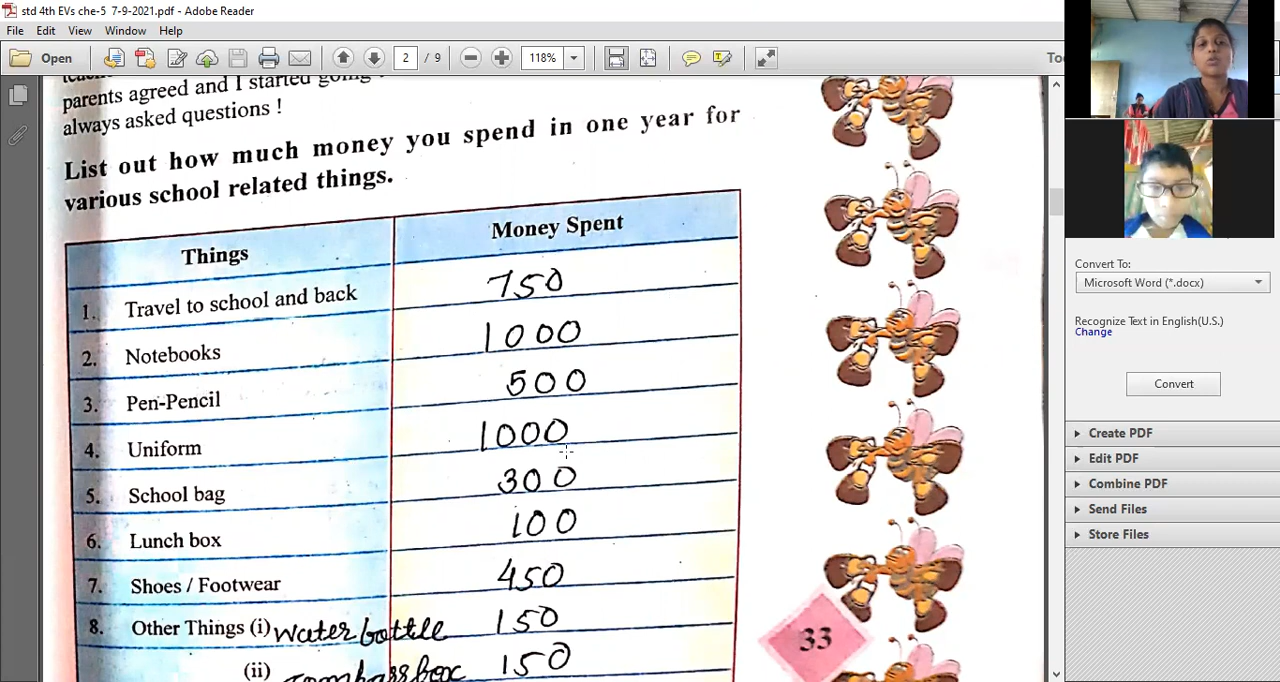 std 4th EVs che-5 7-9-2021.pdf - Adobe Reader
File Edit View Window Help
Open 2 / 9 118%
parents agreed and I started going
always asked questions !
List out how much money you spend in one year for
various school related things.
Things Money Spent
1. Travel to school and back 750
2. Notebooks 1000
3. Pen-Pencil 500
4. Uniform 1000
5. School bag 300
6. Lunch box 100
7. Shoes / Footwear 450
8. Other Things (i) Water bottle 150
(ii) compass box 150
33
Convert To:
Microsoft Word (*.docx)
Recognize Text in English(U.S.)
Change
Convert
Create PDF
Edit PDF
Combine PDF
Send Files
Store Files